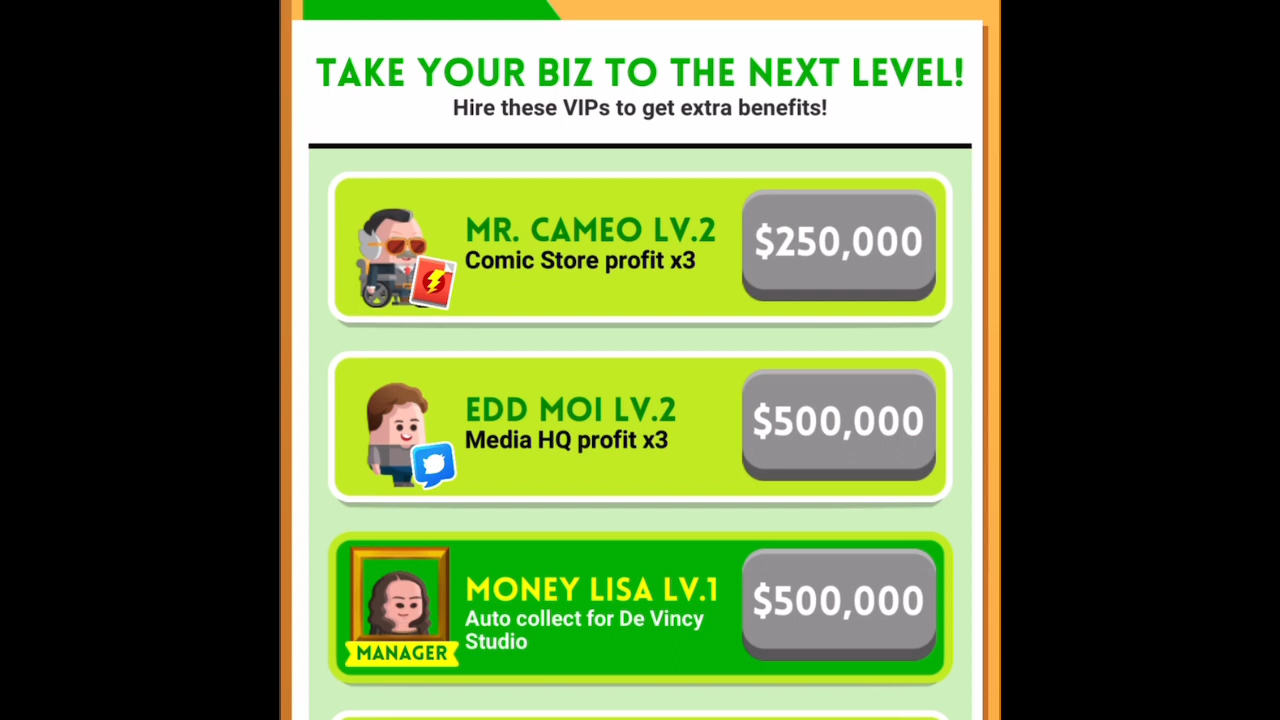 TAKE YOUR BIZ TO THE NEXT LEVEL!
Hire these VIPs to get extra benefits!
MR. CAMEO LV.2
Comic Store profit x3
$250,000
EDD MOI LV.2
Media HQ profit x3
$500,000
MONEY LISA LV.1
Auto collect for De Vincy
Studio
MANAGER
$500,000